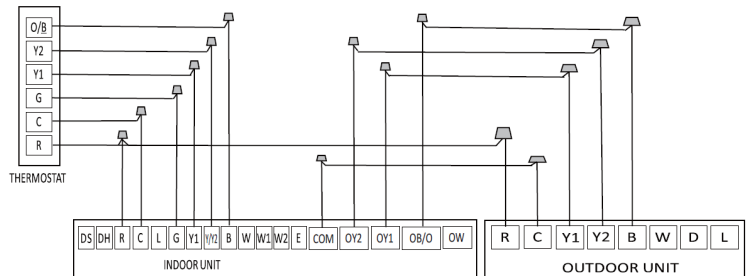 O/B
Y2
Y1
G
C
R
THERMOSTAT
DS DH R C L G Y1 Y/Y2 B W W1 W2 E COM OY2 OY1 OB/O OW
INDOOR UNIT
R C Y1 Y2 B W D L
OUTDOOR UNIT